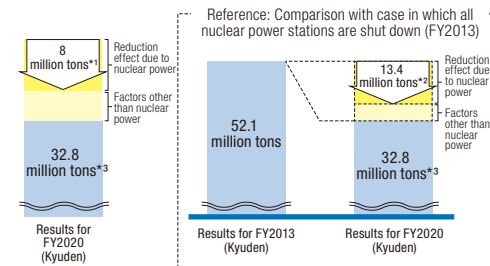 8
million tons*1
Reduction
effect due to
nuclear power
Factors other
than nuclear
power
32.8
million tons*3
Results for
FY2020
(Kyuden)
Reference: Comparison with case in which all
nuclear power stations are shut down (FY2013)
52.1
million tons
13.4
million tons*2
Reduction
effect due
to nuclear
power
Factors
other than
nuclear
power
32.8
million tons*3
Results for FY2013
(Kyuden)
Results for FY2020
(Kyuden)